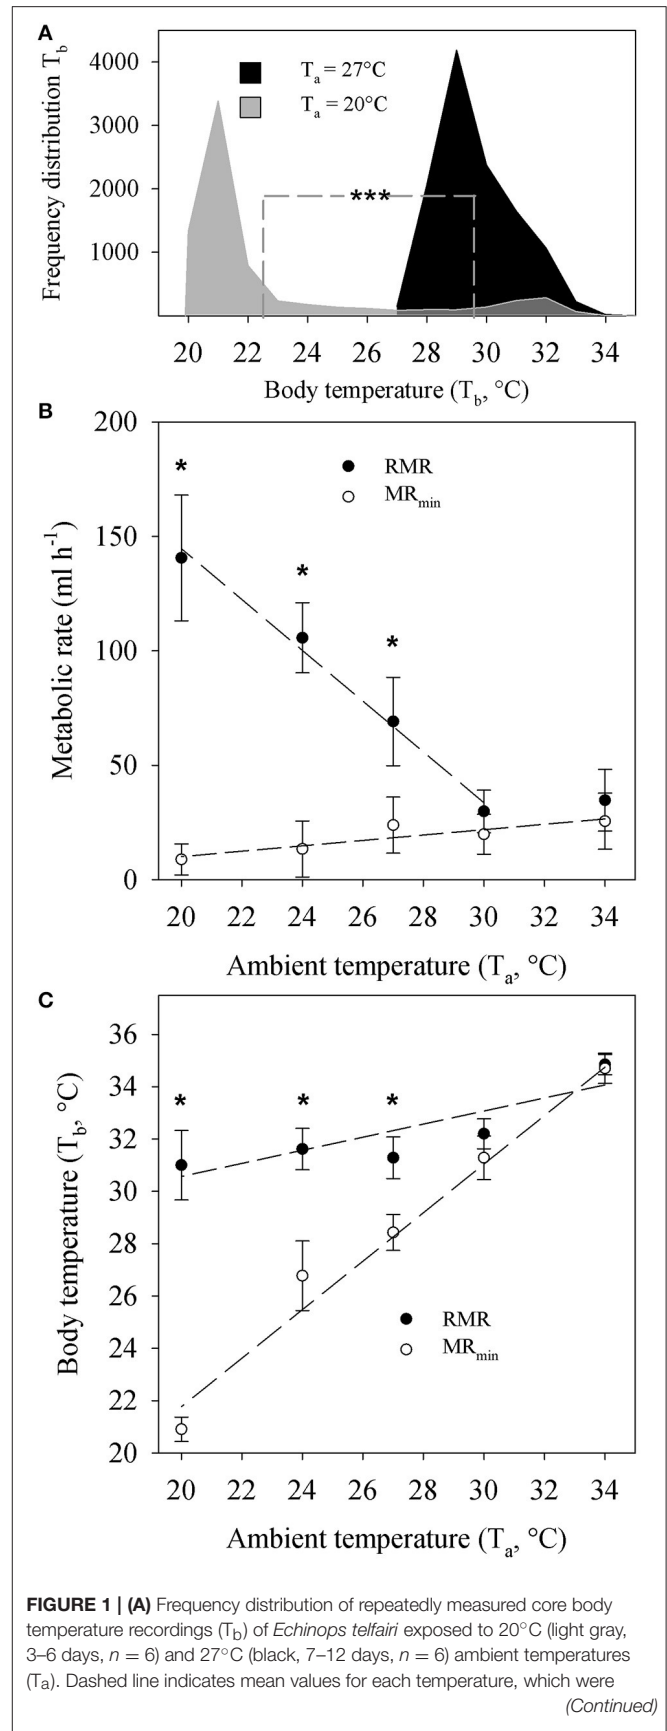 A
Frequency distribution T_b
4000
3000
2000
1000
T_a = 27°C
T_a = 20°C
***
20 22 24 26 28 30 32 34
Body temperature (T_b, °C)
B
Metabolic rate (ml h^-1)
200
150
100
50
0
RMR
MR_min
*
*
*
20 22 24 26 28 30 32 34
Ambient temperature (T_a, °C)
C
Body temperature (T_b, °C)
36
34
32
30
28
26
24
22
20
* * *
RMR
MR_min
20 22 24 26 28 30 32 34
Ambient temperature (T_a, °C)
FIGURE 1 | (A) Frequency distribution of repeatedly measured core body
temperature recordings (T_b) of Echinops telfairi exposed to 20°C (light gray,
3–6 days, n = 6) and 27°C (black, 7–12 days, n = 6) ambient temperatures
(T_a). Dashed line indicates mean values for each temperature, which were
(Continued)